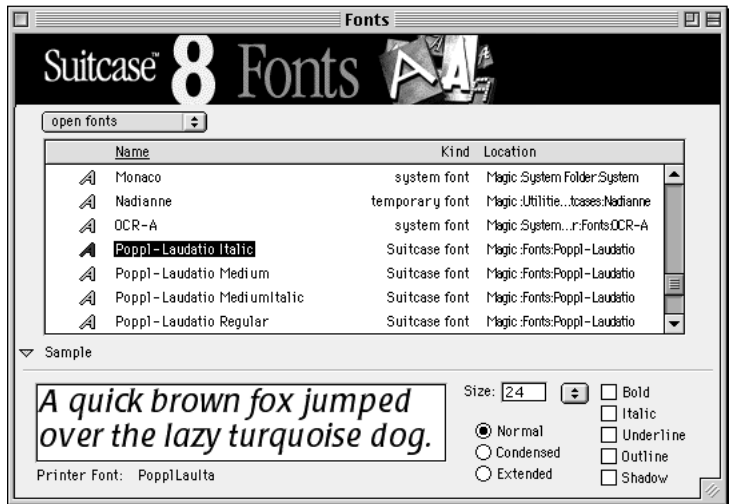 Fonts
Suitcase™ 8 Fonts
open fonts
Name Kind Location
Monaco system font Magic :System Folder:System
Nadianne temporary font Magic :Utilitie...tcases:Nadianne
OCR-A system font Magic :System...r:Fonts:OCR-A
Poppl-Laudatio Italic Suitcase font Magic :Fonts:Poppl-Laudatio
Poppl-Laudatio Medium Suitcase font Magic :Fonts:Poppl-Laudatio
Poppl-Laudatio MediumItalic Suitcase font Magic :Fonts:Poppl-Laudatio
Poppl-Laudatio Regular Suitcase font Magic :Fonts:Poppl-Laudatio
Sample
A quick brown fox jumped
over the lazy turquoise dog.
Printer Font: PopplLaulta
Size: 24
Normal
Condensed
Extended
Bold
Italic
Underline
Outline
Shadow